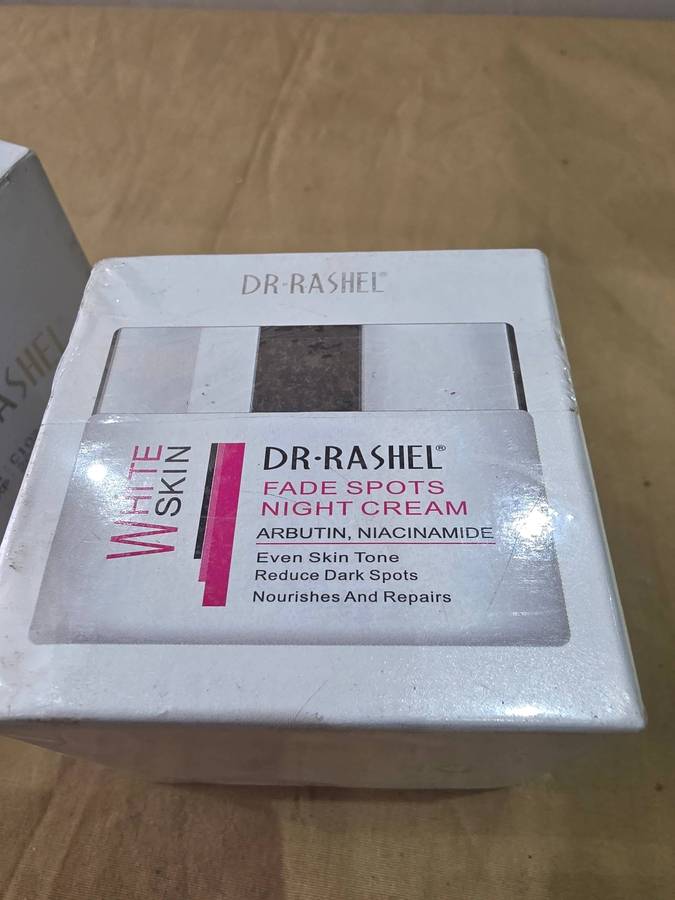 DR·RASHEL®
WHITE
SKIN
DR·RASHEL®
FADE SPOTS
NIGHT CREAM
ARBUTIN, NIACINAMIDE
Even Skin Tone
Reduce Dark Spots
Nourishes And Repairs
ASHEL